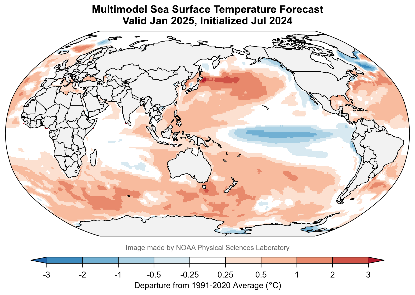 Multimodel Sea Surface Temperature Forecast
Valid Jan 2025, Initialized Jul 2024
Image made by NOAA Physical Sciences Laboratory
-3 -2 -1 -0.5 -0.25 0.25 0.5 1 2 3
Departure from 1991-2020 Average (°C)